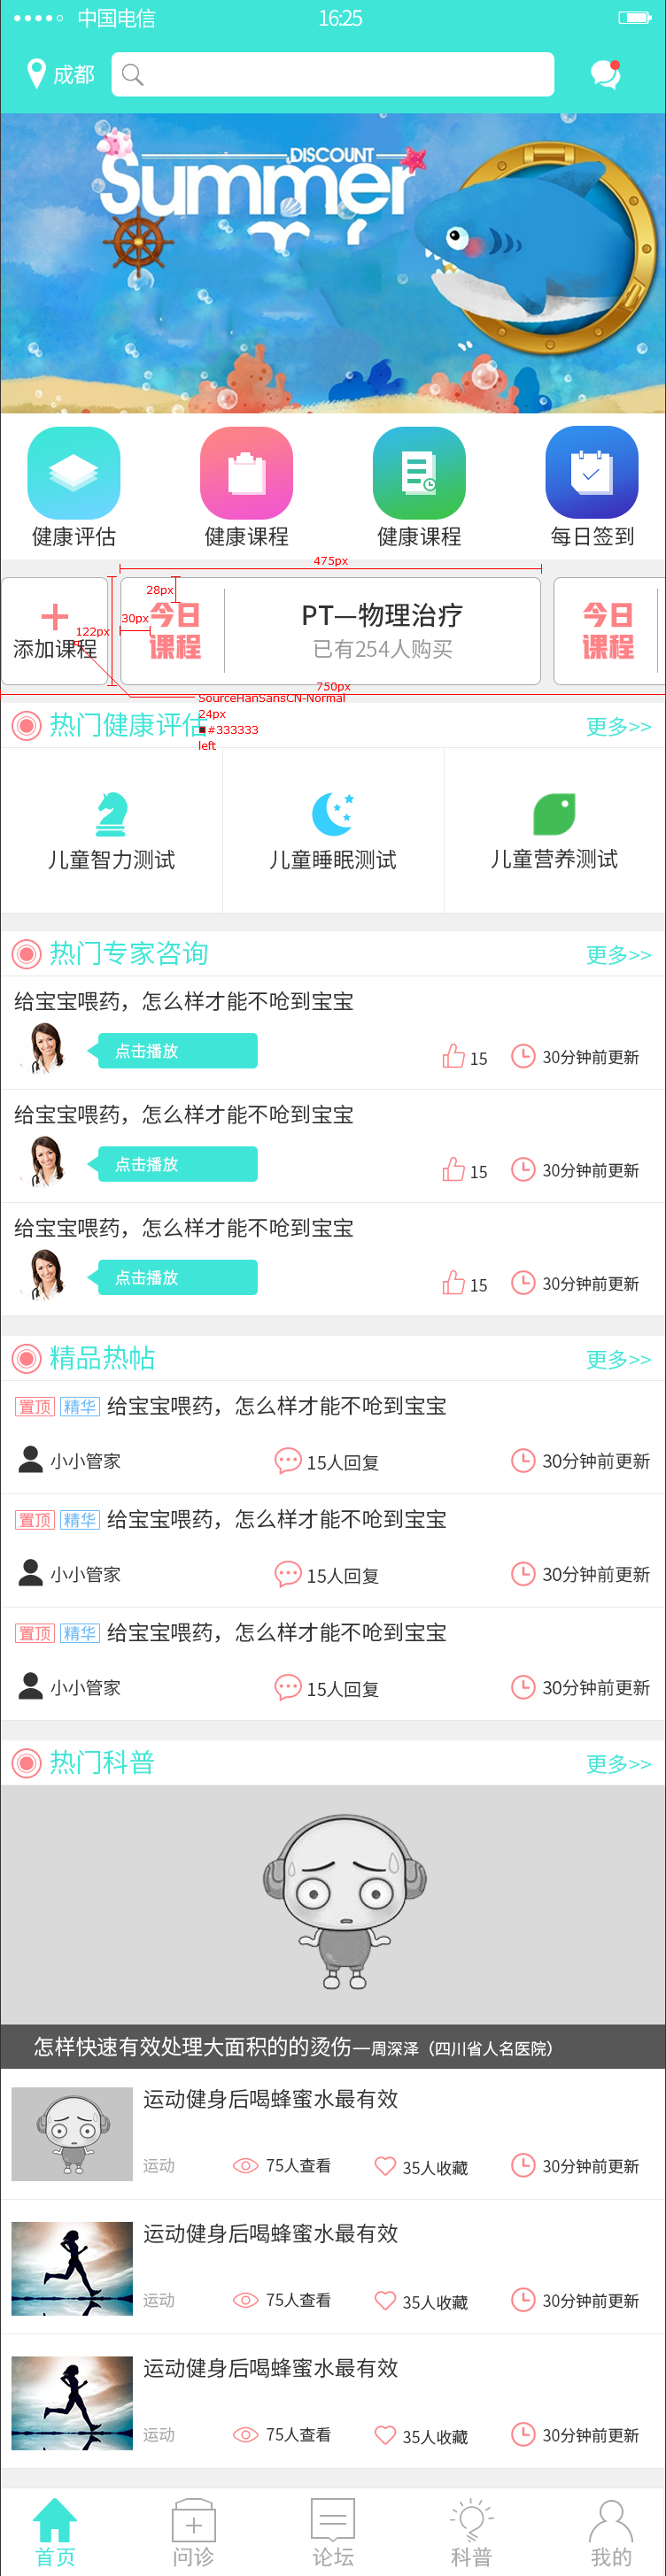 中国电信 16:25
成都
DISCOUNT
Summer
健康评估 健康课程 健康课程 每日签到
475px
28px
30px
122px
添加课程
今日
课程
PT—物理治疗
已有254人购买
今日
课程
750px
SourceHanSansCN-Normal
24px
#333333
left
热门健康评估 更多>>
儿童智力测试 儿童睡眠测试 儿童营养测试
热门专家咨询 更多>>
给宝宝喂药，怎么样才能不呛到宝宝
点击播放 15 30分钟前更新
给宝宝喂药，怎么样才能不呛到宝宝
点击播放 15 30分钟前更新
给宝宝喂药，怎么样才能不呛到宝宝
点击播放 15 30分钟前更新
精品热帖 更多>>
置顶 精华 给宝宝喂药，怎么样才能不呛到宝宝
小小管家 15人回复 30分钟前更新
置顶 精华 给宝宝喂药，怎么样才能不呛到宝宝
小小管家 15人回复 30分钟前更新
置顶 精华 给宝宝喂药，怎么样才能不呛到宝宝
小小管家 15人回复 30分钟前更新
热门科普 更多>>
怎样快速有效处理大面积的的烫伤—周深泽（四川省人名医院）
运动健身后喝蜂蜜水最有效
运动 75人查看 35人收藏 30分钟前更新
运动健身后喝蜂蜜水最有效
运动 75人查看 35人收藏 30分钟前更新
运动健身后喝蜂蜜水最有效
运动 75人查看 35人收藏 30分钟前更新
首页 问诊 论坛 科普 我的